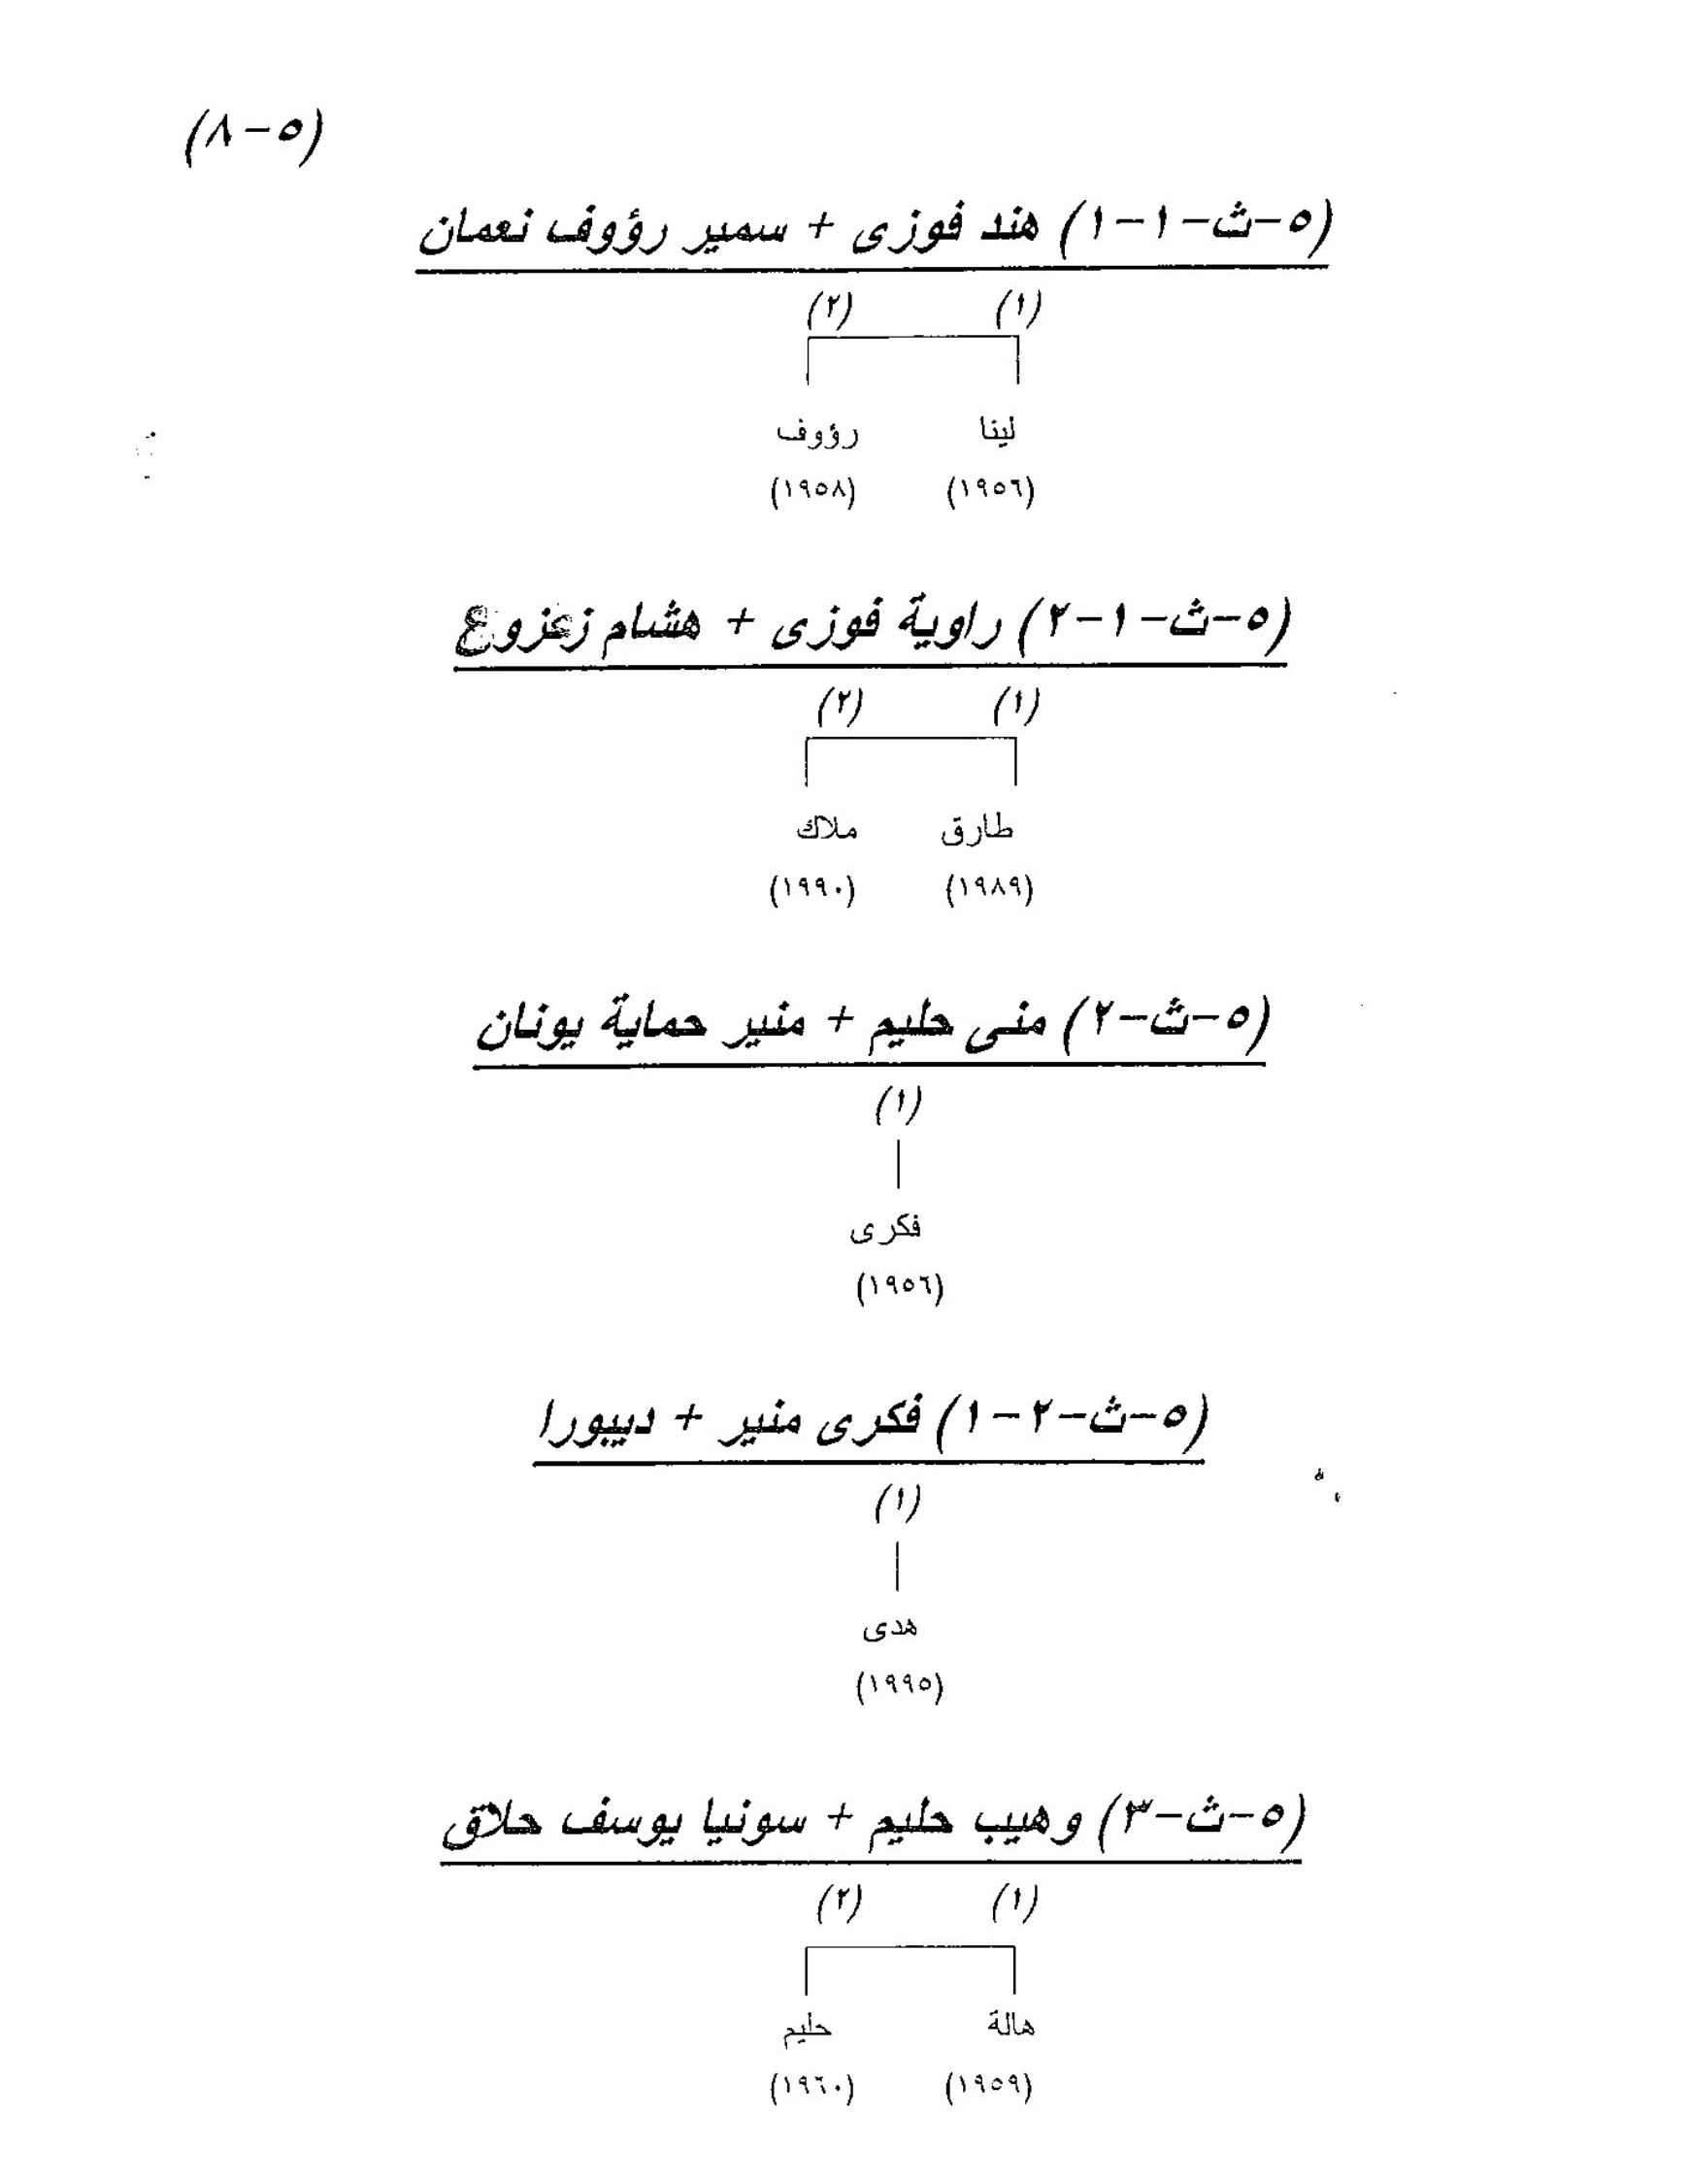 (٥-٨)
(٥-ث-١-١) هند فوزى + سمير رؤوف نعمان
(١) (٢)
لينا رؤوف
(١٩٥٦) (١٩٥٨)
(٥-ث-١-٢) راوية فوزى + هشام زعزوع
(١) (٢)
طارق ملاك
(١٩٨٩) (١٩٩٠)
(٥-ث-٢) منى حليم + منير حماية يونان
(١)
فكرى
(١٩٥٦)
(٥-ث-٢-١) فكرى منير + ديبورا
(١)
هدى
(١٩٩٥)
(٥-ث-٣) وهيب حليم + سونيا يوسف حلاق
(١) (٢)
هالة حليم
(١٩٥٩) (١٩٦٠)